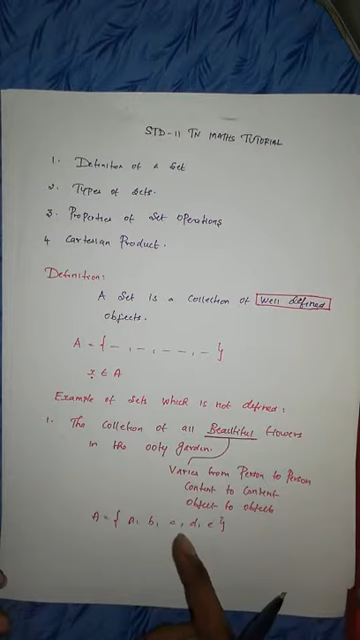 STD-11 TN MATHS TUTORIAL
1. Definition of a Set
2. Types of Sets.
3. Properties of Set Operations
4 Cartesian Product.
Definition:
A Set is a Collection of Well defined
objects.
A = { —, —, — —, — }
x ∈ A
Example of Sets which is not defined:
1. The Colletion of all Beautiful flowers
in the ooty garden.
Varies from Person to Person
Content to Content
object to objects
A = { a, b, c, d, e }